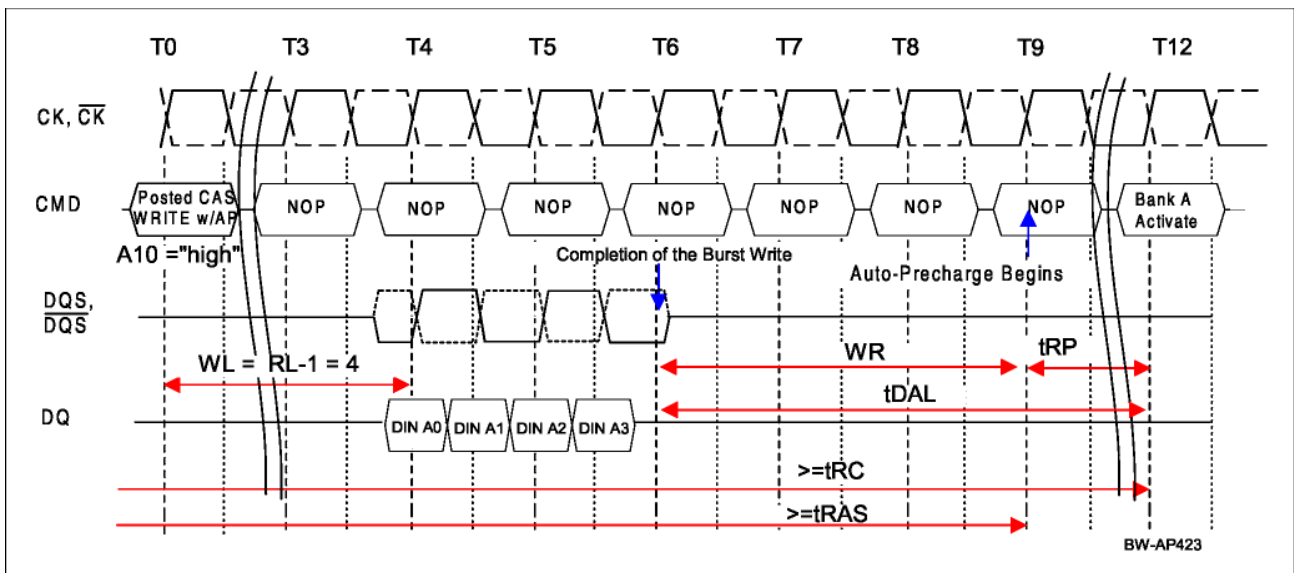 T0 T3 T4 T5 T6 T7 T8 T9 T12
CK, CK
CMD
Posted CAS
WRITE w/AP
NOP NOP NOP NOP NOP NOP NOP
Bank A
Activate
A10 ="high"
Completion of the Burst Write
Auto-Precharge Begins
DQS,
DQS
WL = RL-1 = 4
WR
tRP
tDAL
DQ
DIN A0 DIN A1 DIN A2 DIN A3
>=tRC
>=tRAS
BW-AP423